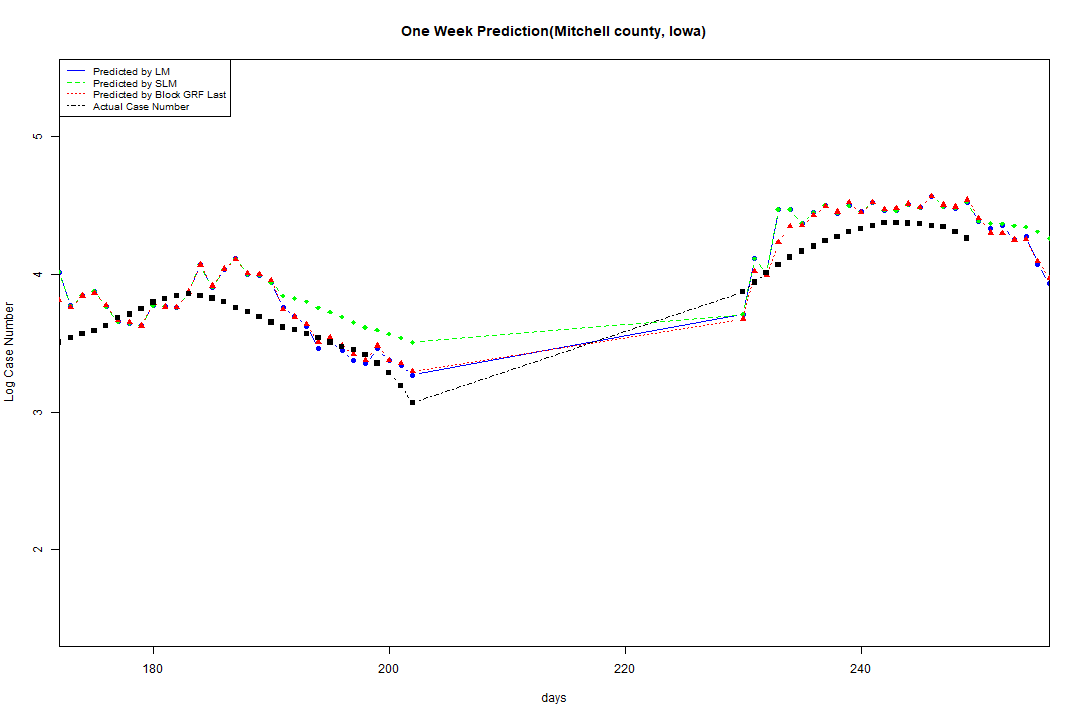 One Week Prediction(Mitchell county, Iowa)
Predicted by LM
Predicted by SLM
Predicted by Block GRF Last
Actual Case Number
5
4
3
2
Log Case Number
180 200 220 240
days